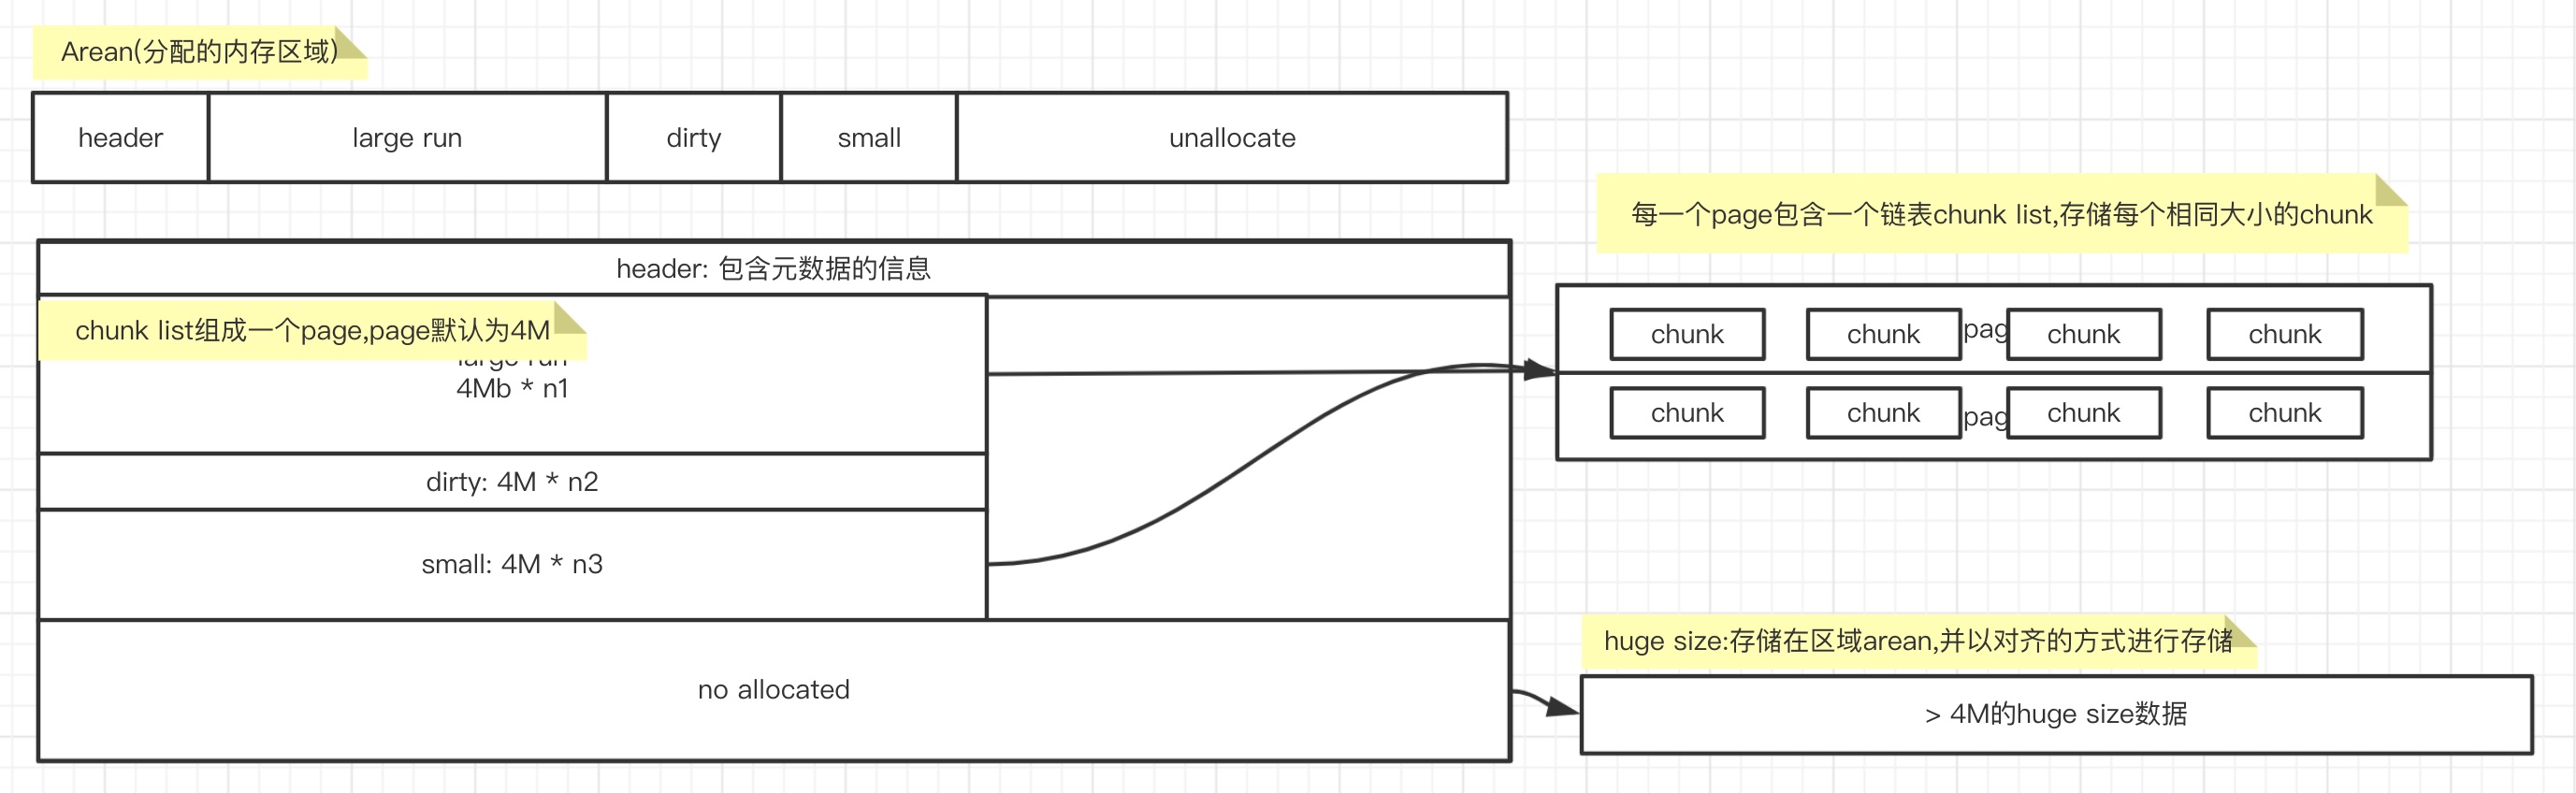 Arean(分配的内存区域)
header
large run
dirty
small
unallocate
每一个page包含一个链表chunk list,存储每个相同大小的chunk
header: 包含元数据的信息
chunk list组成一个page,page默认为4M
large run
4Mb * n1
dirty: 4M * n2
small: 4M * n3
no allocated
chunk
chunk
pag
chunk
chunk
chunk
chunk
pag
chunk
chunk
huge size:存储在区域arean,并以对齐的方式进行存储
> 4M的huge size数据